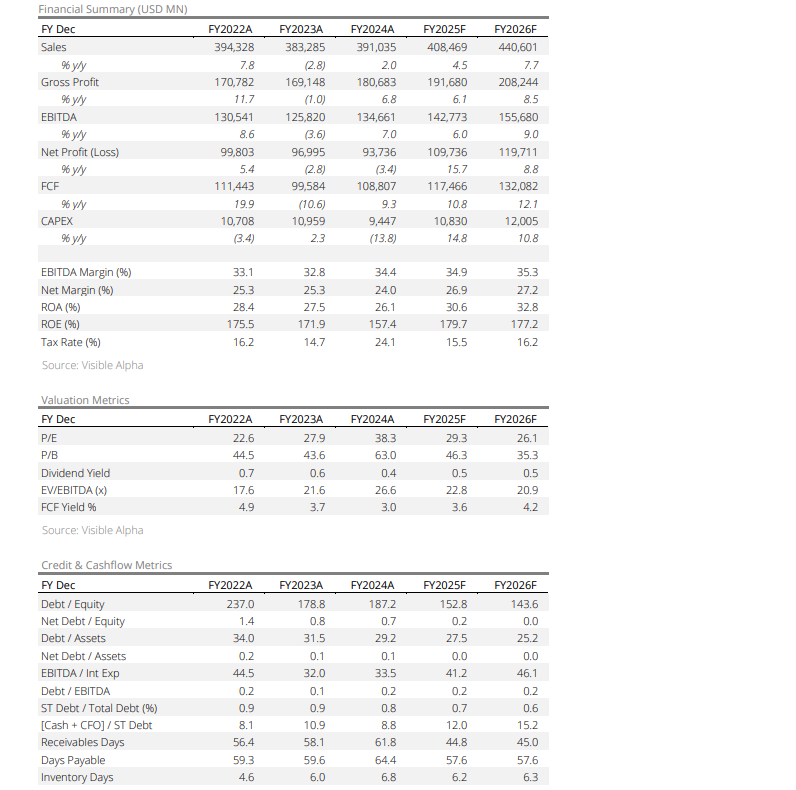 Financial Summary (USD MN)
FY Dec FY2022A FY2023A FY2024A FY2025F FY2026F
Sales 394,328 383,285 391,035 408,469 440,601
% y/y 7.8 (2.8) 2.0 4.5 7.7
Gross Profit 170,782 169,148 180,683 191,680 208,244
% y/y 11.7 (1.0) 6.8 6.1 8.5
EBITDA 130,541 125,820 134,661 142,773 155,680
% y/y 8.6 (3.6) 7.0 6.0 9.0
Net Profit (Loss) 99,803 96,995 93,736 109,736 119,711
% y/y 5.4 (2.8) (3.4) 15.7 8.8
FCF 111,443 99,584 108,807 117,466 132,082
% y/y 19.9 (10.6) 9.3 10.8 12.1
CAPEX 10,708 10,959 9,447 10,830 12,005
% y/y (3.4) 2.3 (13.8) 14.8 10.8
EBITDA Margin (%) 33.1 32.8 34.4 34.9 35.3
Net Margin (%) 25.3 25.3 24.0 26.9 27.2
ROA (%) 28.4 27.5 26.1 30.6 32.8
ROE (%) 175.5 171.9 157.4 179.7 177.2
Tax Rate (%) 16.2 14.7 24.1 15.5 16.2
Source: Visible Alpha
Valuation Metrics
FY Dec FY2022A FY2023A FY2024A FY2025F FY2026F
P/E 22.6 27.9 38.3 29.3 26.1
P/B 44.5 43.6 63.0 46.3 35.3
Dividend Yield 0.7 0.6 0.4 0.5 0.5
EV/EBITDA (x) 17.6 21.6 26.6 22.8 20.9
FCF Yield % 4.9 3.7 3.0 3.6 4.2
Source: Visible Alpha
Credit & Cashflow Metrics
FY Dec FY2022A FY2023A FY2024A FY2025F FY2026F
Debt / Equity 237.0 178.8 187.2 152.8 143.6
Net Debt / Equity 1.4 0.8 0.7 0.2 0.0
Debt / Assets 34.0 31.5 29.2 27.5 25.2
Net Debt / Assets 0.2 0.1 0.1 0.0 0.0
EBITDA / Int Exp 44.5 32.0 33.5 41.2 46.1
Debt / EBITDA 0.2 0.1 0.2 0.2 0.2
ST Debt / Total Debt (%) 0.9 0.9 0.8 0.7 0.6
[Cash + CFO] / ST Debt 8.1 10.9 8.8 12.0 15.2
Receivables Days 56.4 58.1 61.8 44.8 45.0
Days Payable 59.3 59.6 64.4 57.6 57.6
Inventory Days 4.6 6.0 6.8 6.2 6.3